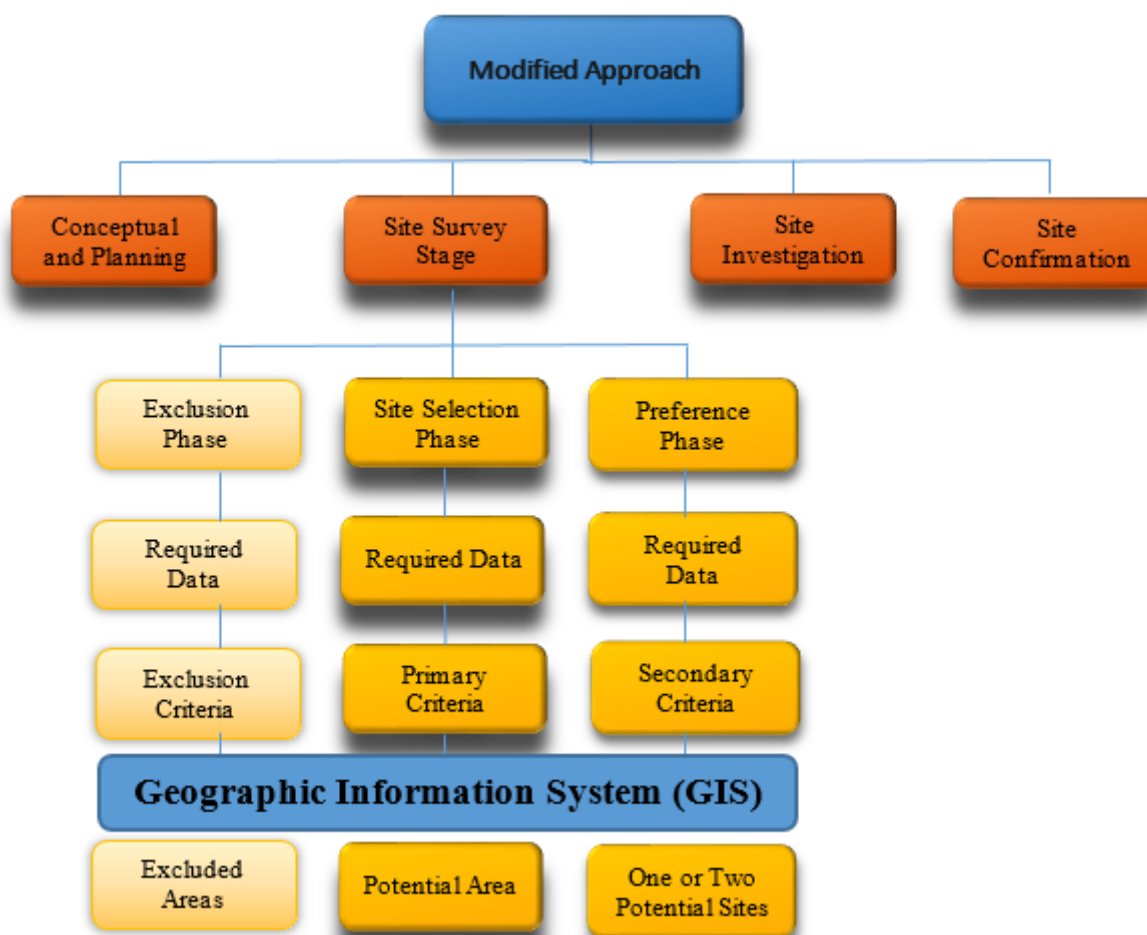 Modified Approach
Conceptual
and Planning
Site Survey
Stage
Site
Investigation
Site
Confirmation
Exclusion
Phase
Site Selection
Phase
Preference
Phase
Required
Data
Required Data
Required
Data
Exclusion
Criteria
Primary
Criteria
Secondary
Criteria
Geographic Information System (GIS)
Excluded
Areas
Potential Area
One or Two
Potential Sites